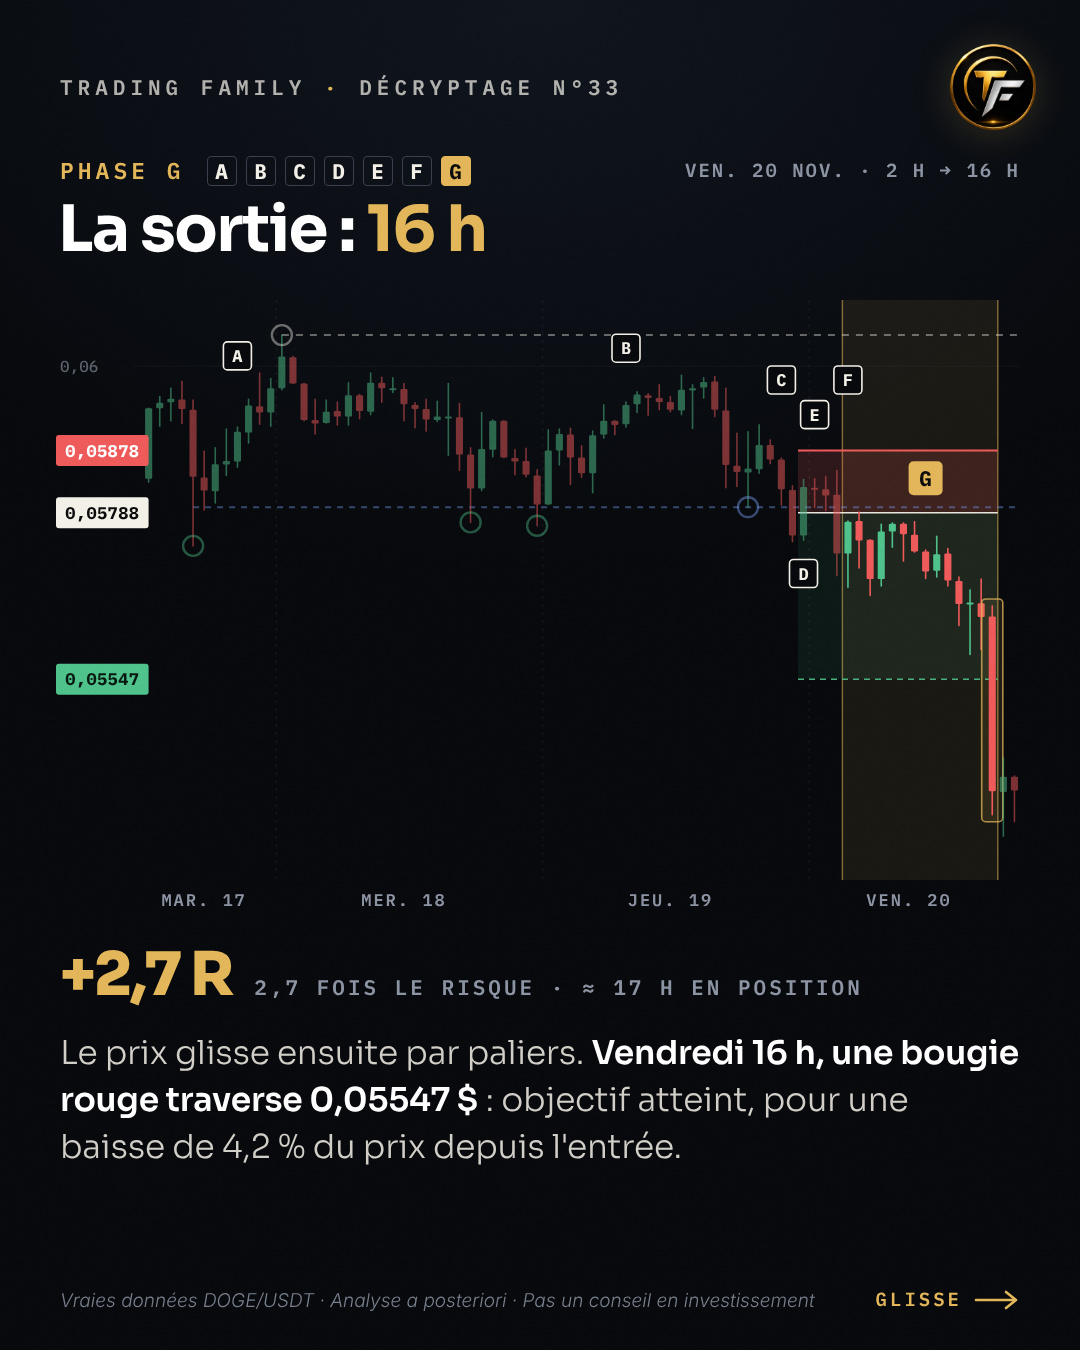 TRADING FAMILY · DÉCRYPTAGE N°33
TF
PHASE G A B C D E F G
VEN. 20 NOV. · 2 H → 16 H
La sortie : 16 h
0,06
A
B
C
F
E
0,05878
G
0,05788
D
0,05547
MAR. 17 MER. 18 JEU. 19 VEN. 20
+2,7 R 2,7 FOIS LE RISQUE · ≈ 17 H EN POSITION
Le prix glisse ensuite par paliers. Vendredi 16 h, une bougie
rouge traverse 0,05547 $ : objectif atteint, pour une
baisse de 4,2 % du prix depuis l'entrée.
Vraies données DOGE/USDT · Analyse a posteriori · Pas un conseil en investissement
GLISSE →